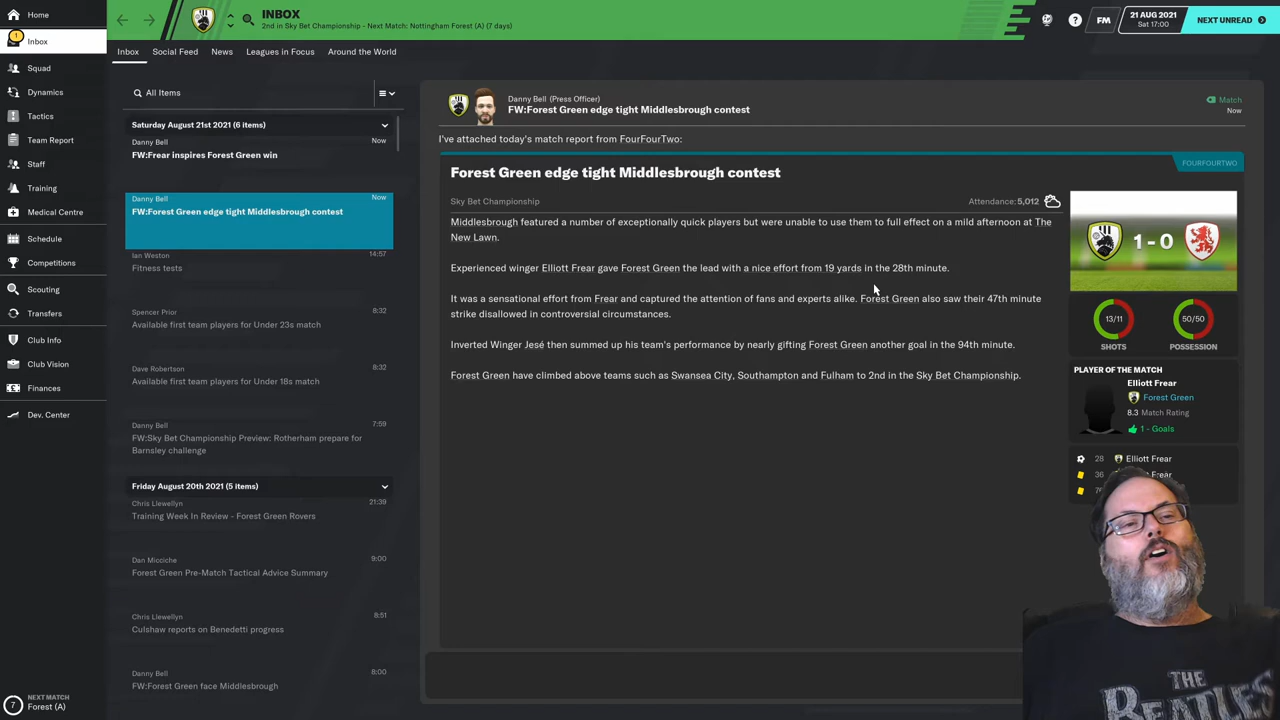 Home
INBOX
2nd in Sky Bet Championship - Next Match: Nottingham Forest (A) (7 days)
FM
21 AUG 2021
Sat 17:00
NEXT UNREAD
1
Inbox
Squad
Dynamics
Tactics
Team Report
Staff
Training
Medical Centre
Schedule
Competitions
Scouting
Transfers
Club Info
Club Vision
Finances
Dev. Center
NEXT MATCH
7
Forest (A)
Inbox
Social Feed
News
Leagues in Focus
Around the World
All Items
Saturday August 21st 2021 (6 items)
Danny Bell
Now
FW:Frear inspires Forest Green win
Danny Bell
Now
FW:Forest Green edge tight Middlesbrough contest
Ian Weston
14:57
Fitness tests
Spencer Prior
8:32
Available first team players for Under 23s match
Dave Robertson
8:32
Available first team players for Under 18s match
Danny Bell
7:59
FW:Sky Bet Championship Preview: Rotherham prepare for
Barnsley challenge
Friday August 20th 2021 (5 items)
Chris Llewellyn
21:39
Training Week In Review - Forest Green Rovers
Dan Micciche
9:00
Forest Green Pre-Match Tactical Advice Summary
Chris Llewellyn
8:51
Culshaw reports on Benedetti progress
Danny Bell
8:00
FW:Forest Green face Middlesbrough
Danny Bell (Press Officer)
FW:Forest Green edge tight Middlesbrough contest
Match
Now
I've attached today's match report from FourFourTwo:
FOURFOURTWO
Forest Green edge tight Middlesbrough contest
Sky Bet Championship
Attendance: 5,012
Middlesbrough featured a number of exceptionally quick players but were unable to use them to full effect on a mild afternoon at The
New Lawn.
Experienced winger Elliott Frear gave Forest Green the lead with a nice effort from 19 yards in the 28th minute.
It was a sensational effort from Frear and captured the attention of fans and experts alike. Forest Green also saw their 47th minute
strike disallowed in controversial circumstances.
Inverted Winger Jesé then summed up his team's performance by nearly gifting Forest Green another goal in the 94th minute.
Forest Green have climbed above teams such as Swansea City, Southampton and Fulham to 2nd in the Sky Bet Championship.
1 - 0
13/11
SHOTS
50/50
POSSESSION
PLAYER OF THE MATCH
Elliott Frear
Forest Green
8.3 Match Rating
1 - Goals
28 Elliott Frear
36 Frear
THE
BEATLES